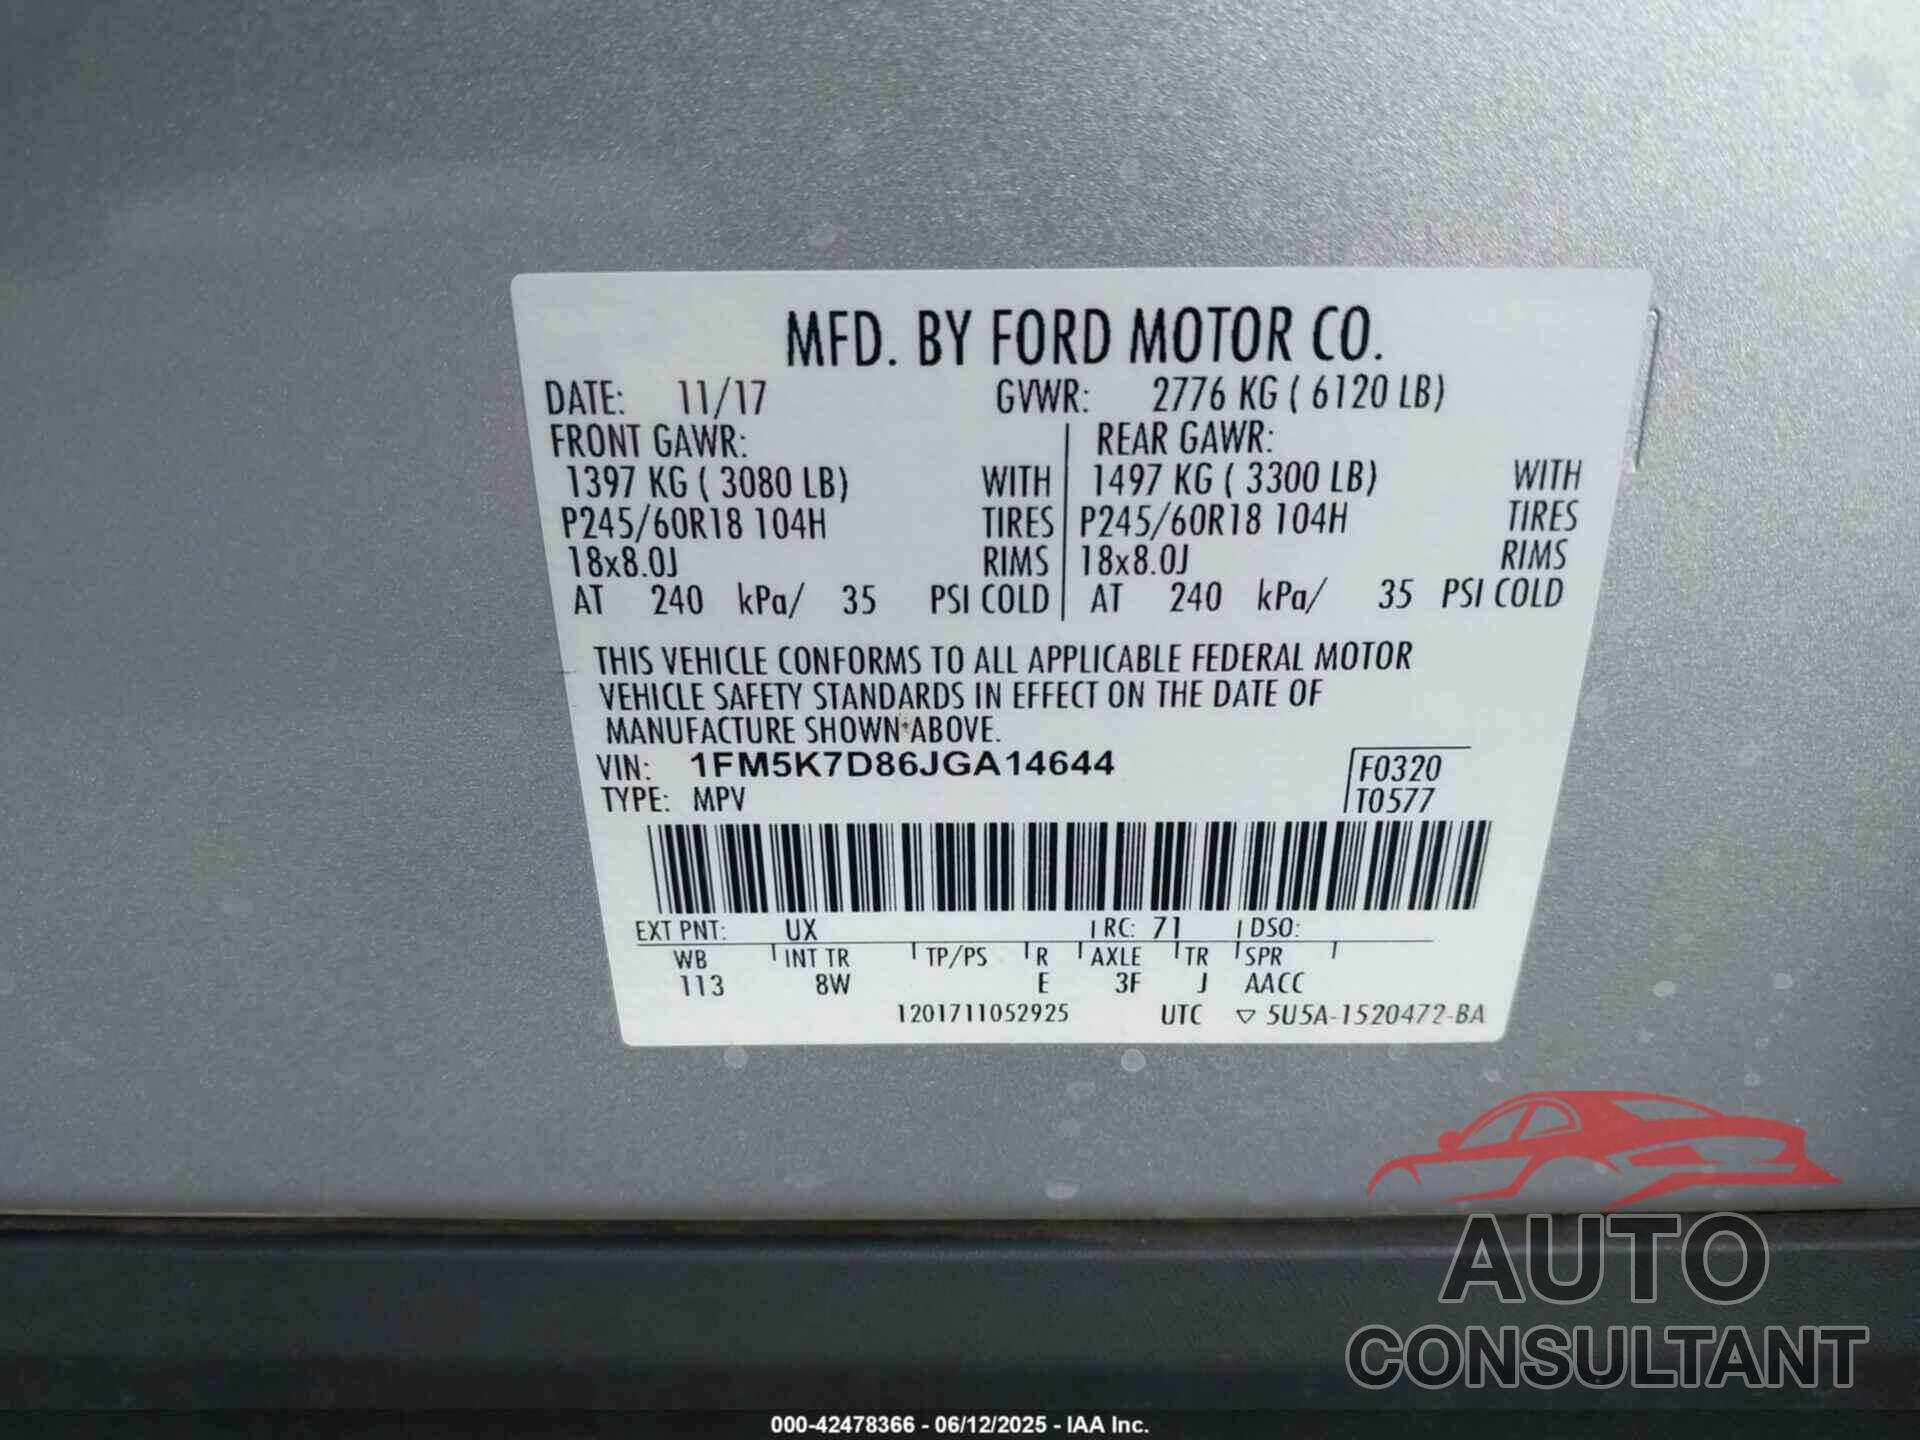 MFD. BY FORD MOTOR CO.
DATE: 11/17 GVWR: 2776 KG ( 6120 LB)
FRONT GAWR: REAR GAWR:
1397 KG ( 3080 LB) WITH 1497 KG ( 3300 LB) WITH
P245/60R18 104H TIRES P245/60R18 104H TIRES
18x8.0J RIMS 18x8.0J RIMS
AT 240 kPa/ 35 PSI COLD AT 240 kPa/ 35 PSI COLD
THIS VEHICLE CONFORMS TO ALL APPLICABLE FEDERAL MOTOR
VEHICLE SAFETY STANDARDS IN EFFECT ON THE DATE OF
MANUFACTURE SHOWN ABOVE.
VIN: 1FM5K7D86JGA14644 F0320
TYPE: MPV T0577
EXT PNT: UX RC: 71 DSO:
WB INT TR TP/PS R AXLE TR SPR
113 8W E 3F J AACC
1201711052925 UTC ▽ 5U5A-1520472-BA
AUTO
CONSULTANT
000-42478366 - 06/12/2025 - IAA Inc.